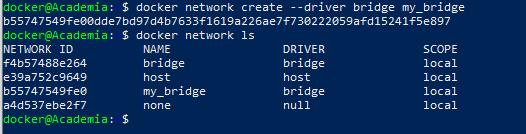 docker@Academia:~$ docker network create --driver bridge my_bridge
b55747549fe00dde7bd97d4b7633f1619a226ae7f730222059afd15241f5e897
docker@Academia:~$ docker network ls
NETWORK ID NAME DRIVER SCOPE
f4b57488e264 bridge bridge local
e39a752c9649 host host local
b55747549fe0 my_bridge bridge local
a4d537ebe2f7 none null local
docker@Academia:~$